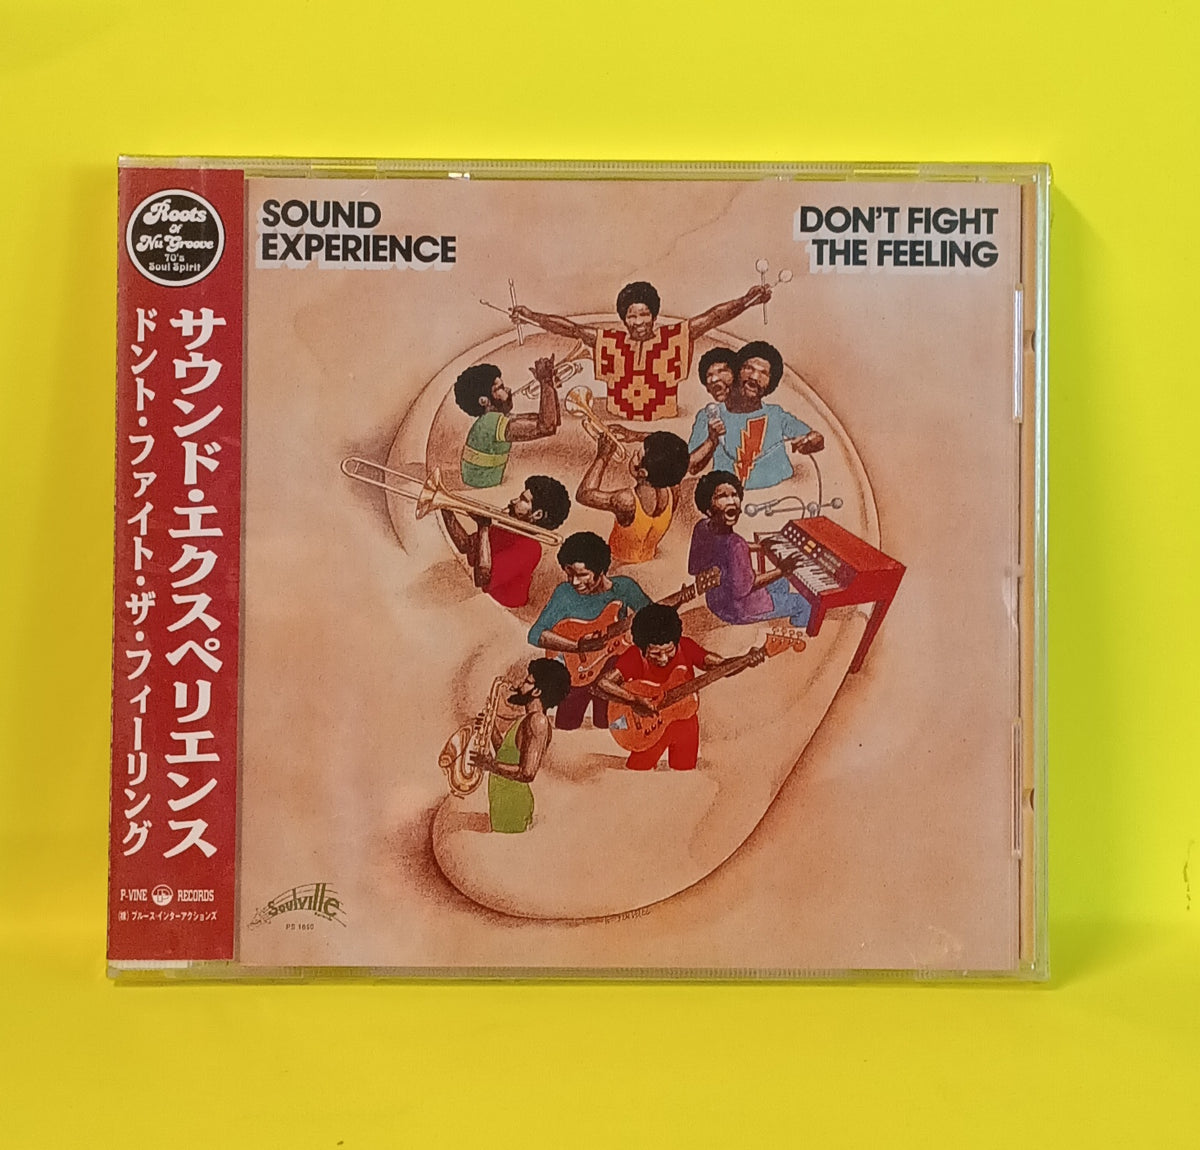 Roots
of
Nu Groove
70's
Soul Spirit
サウンド・エクスペリエンス
ドント・ファイト・ザ・フィーリング
P-VINE RECORDS
(株) ブルース・インターアクションズ
SOUND
EXPERIENCE
DON'T FIGHT
THE FEELING
Soulville